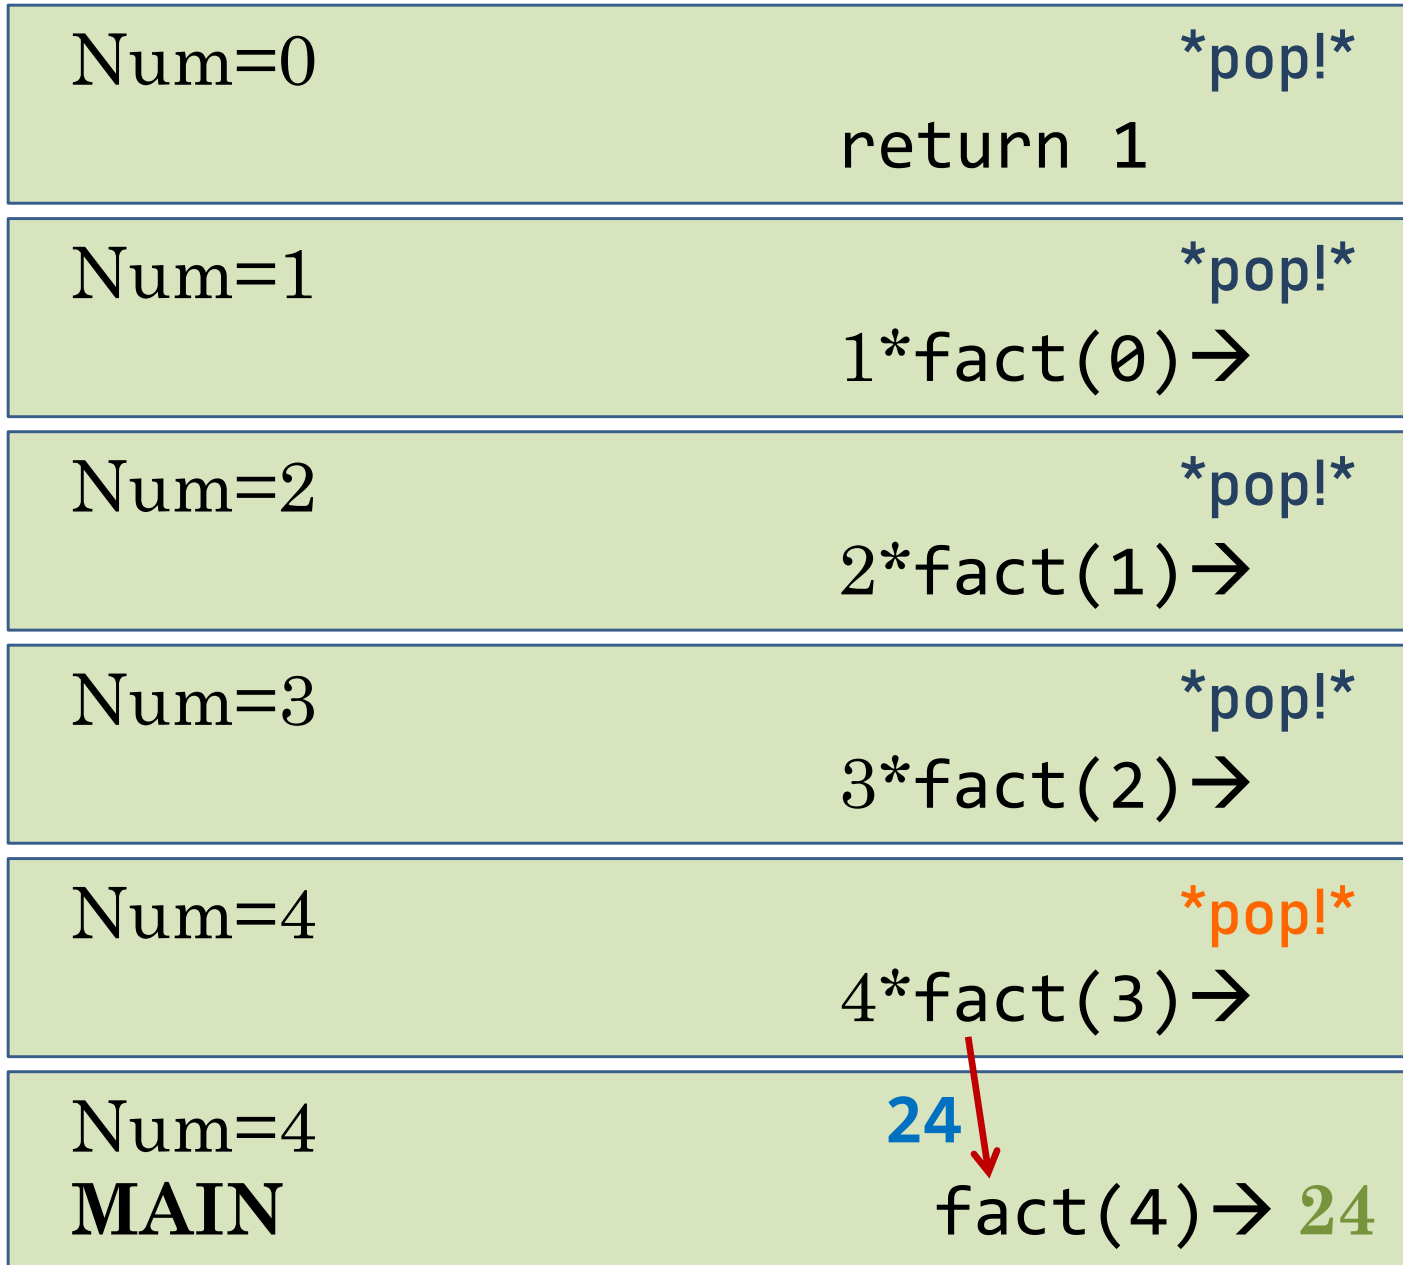 Num=0 *pop!*
return 1
Num=1 *pop!*
1*fact(0)→
Num=2 *pop!*
2*fact(1)→
Num=3 *pop!*
3*fact(2)→
Num=4 *pop!*
4*fact(3)→
Num=4 24
MAIN fact(4)→ 24